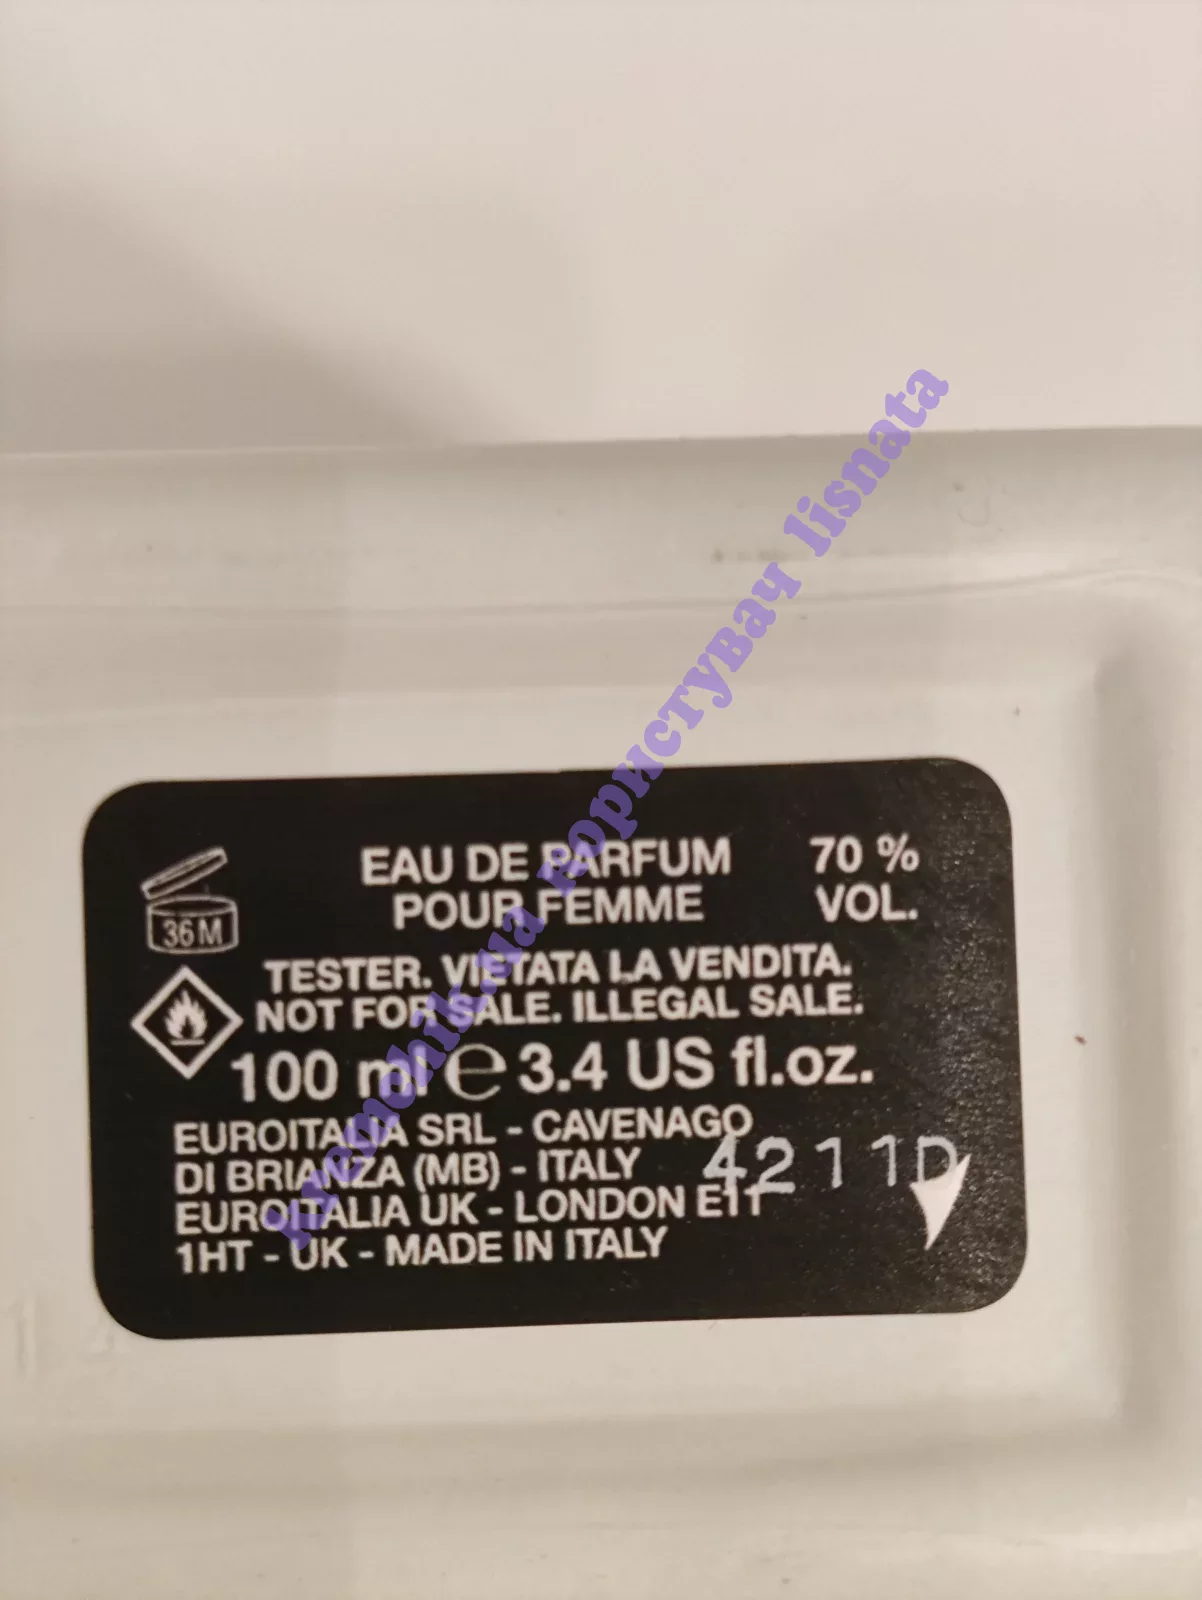 EAU DE PARFUM 70 %
POUR FEMME VOL.
36M
TESTER. VIETATA LA VENDITA.
NOT FOR SALE. ILLEGAL SALE.
100 ml e 3.4 US fl.oz.
EUROITALIA SRL - CAVENAGO
DI BRIANZA (MB) - ITALY
4211D
EUROITALIA UK - LONDON E11
1HT - UK - MADE IN ITALY
kremchik.ua користувач lisnata